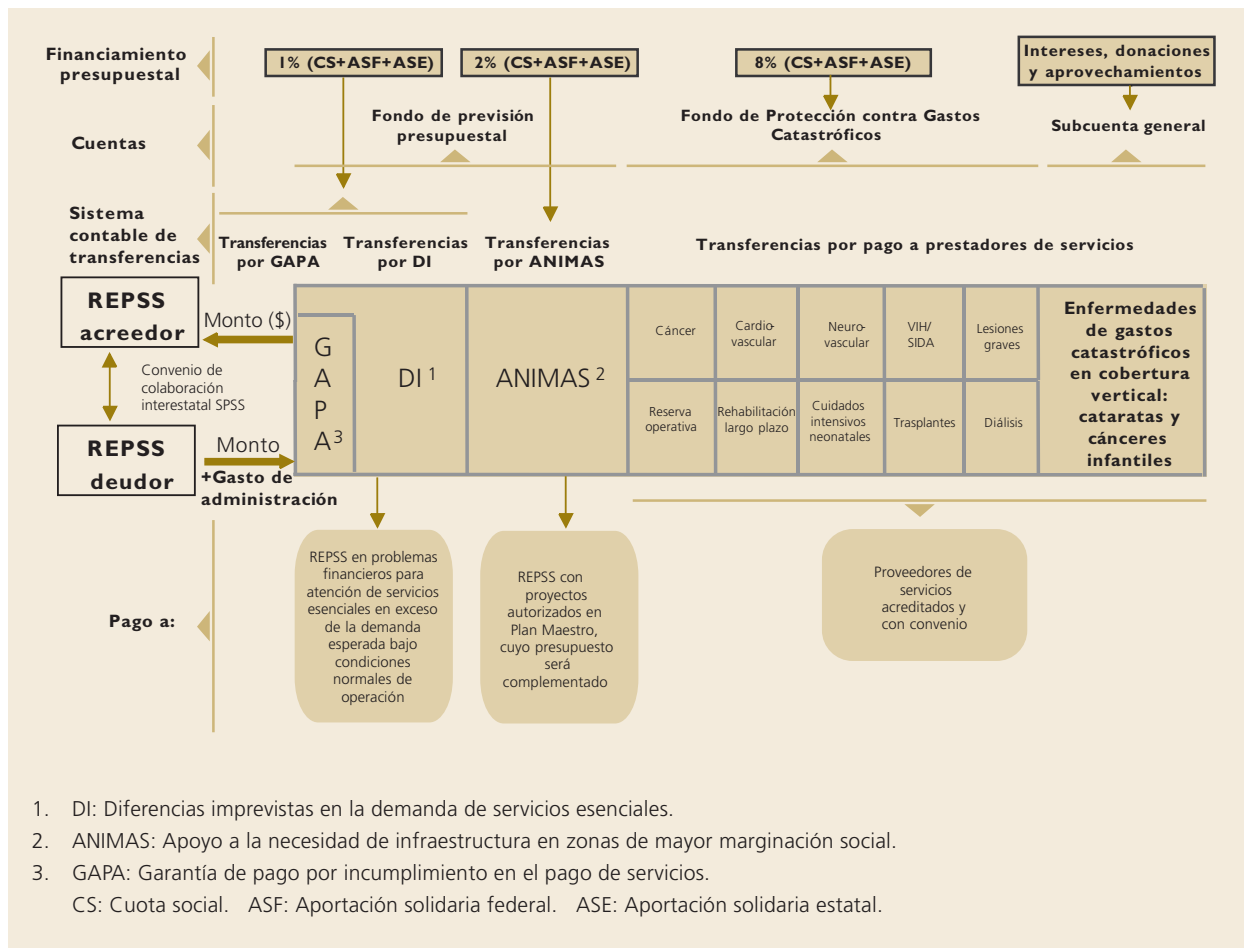 Financiamiento
presupuestal
1% (CS+ASF+ASE)
2% (CS+ASF+ASE)
8% (CS+ASF+ASE)
Intereses, donaciones
y aprovechamientos
Cuentas
Fondo de previsión
presupuestal
Fondo de Protección contra Gastos
Catastróficos
Subcuenta general
Sistema
contable de
transferencias
Transferencias
por GAPA
Transferencias
por DI
Transferencias
por ANIMAS
Transferencias por pago a prestadores de servicios
REPSS
acreedor
Monto ($)
Convenio de
colaboración
interestatal SPSS
REPSS
deudor
Monto
+Gasto de
administración
G
A
P
A3
DI 1
ANIMAS 2
Cáncer
Cardio-
vascular
Neuro-
vascular
VIH/
SIDA
Lesiones
graves
Reserva
operativa
Rehabilitación
largo plazo
Cuidados
intensivos
neonatales
Trasplantes
Diálisis
Enfermedades
de gastos
catastróficos
en cobertura
vertical:
cataratas y
cánceres
infantiles
Pago a:
REPSS en problemas
financieros para
atención de servicios
esenciales en exceso
de la demanda
esperada bajo
condiciones
normales de
operación
REPSS con
proyectos
autorizados en
Plan Maestro,
cuyo presupuesto
será
complementado
Proveedores de
servicios
acreditados y
con convenio
1. DI: Diferencias imprevistas en la demanda de servicios esenciales.
2. ANIMAS: Apoyo a la necesidad de infraestructura en zonas de mayor marginación social.
3. GAPA: Garantía de pago por incumplimiento en el pago de servicios.
CS: Cuota social. ASF: Aportación solidaria federal. ASE: Aportación solidaria estatal.